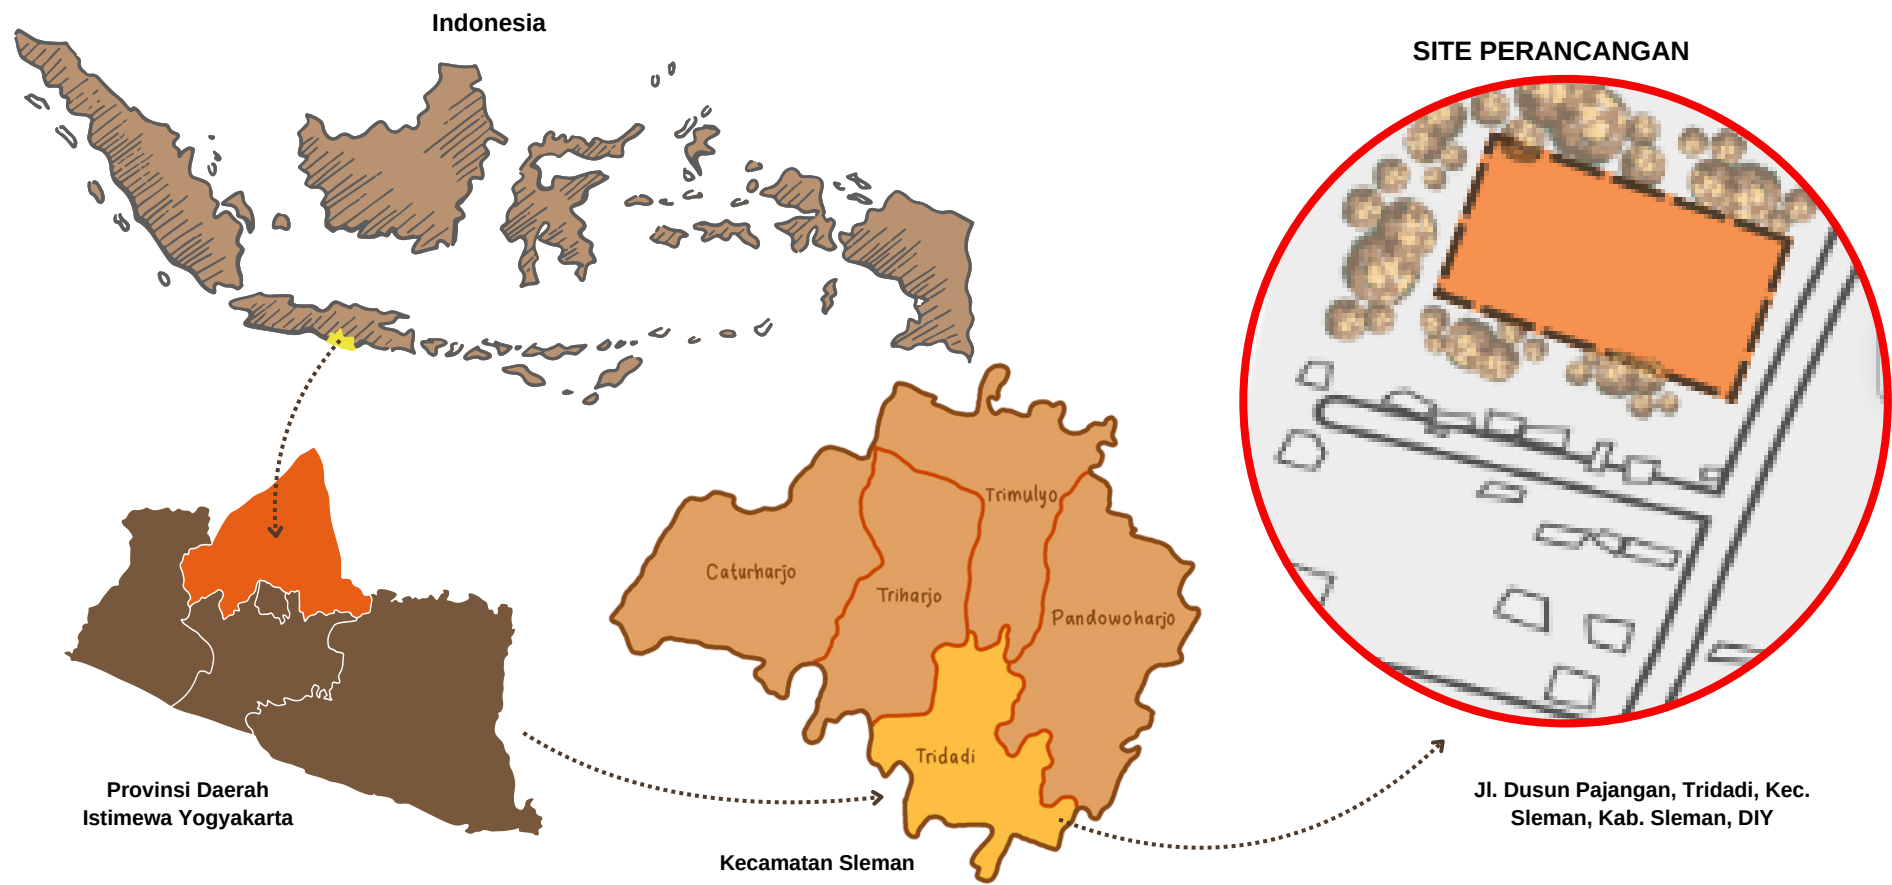 Indonesia
SITE PERANCANGAN
Trimulyo
Caturharjo
Triharjo
Pandowoharjo
Tridadi
Provinsi Daerah
Istimewa Yogyakarta
Kecamatan Sleman
Jl. Dusun Pajangan, Tridadi, Kec.
Sleman, Kab. Sleman, DIY